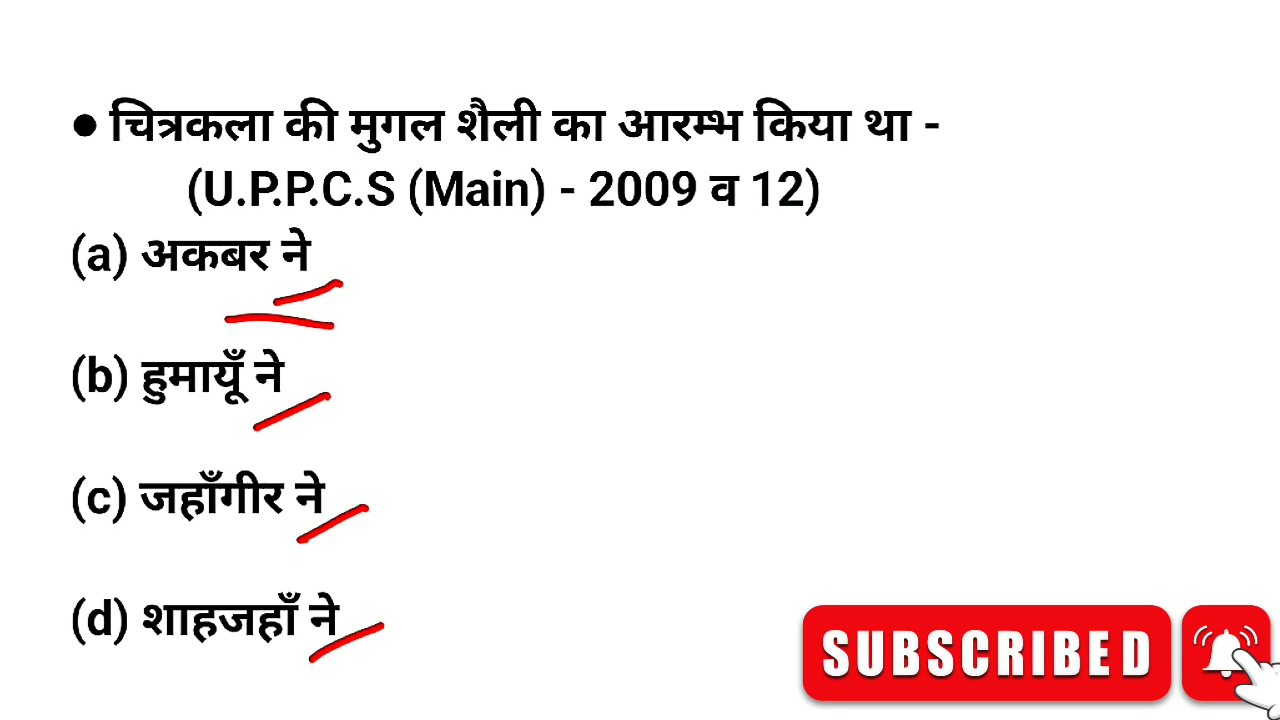 ● चित्रकला की मुगल शैली का आरम्भ किया था -
(U.P.P.C.S (Main) - 2009 व 12)
(a) अकबर ने
(b) हुमायूँ ने
(c) जहाँगीर ने
(d) शाहजहाँ ने
SUBSCRIBED